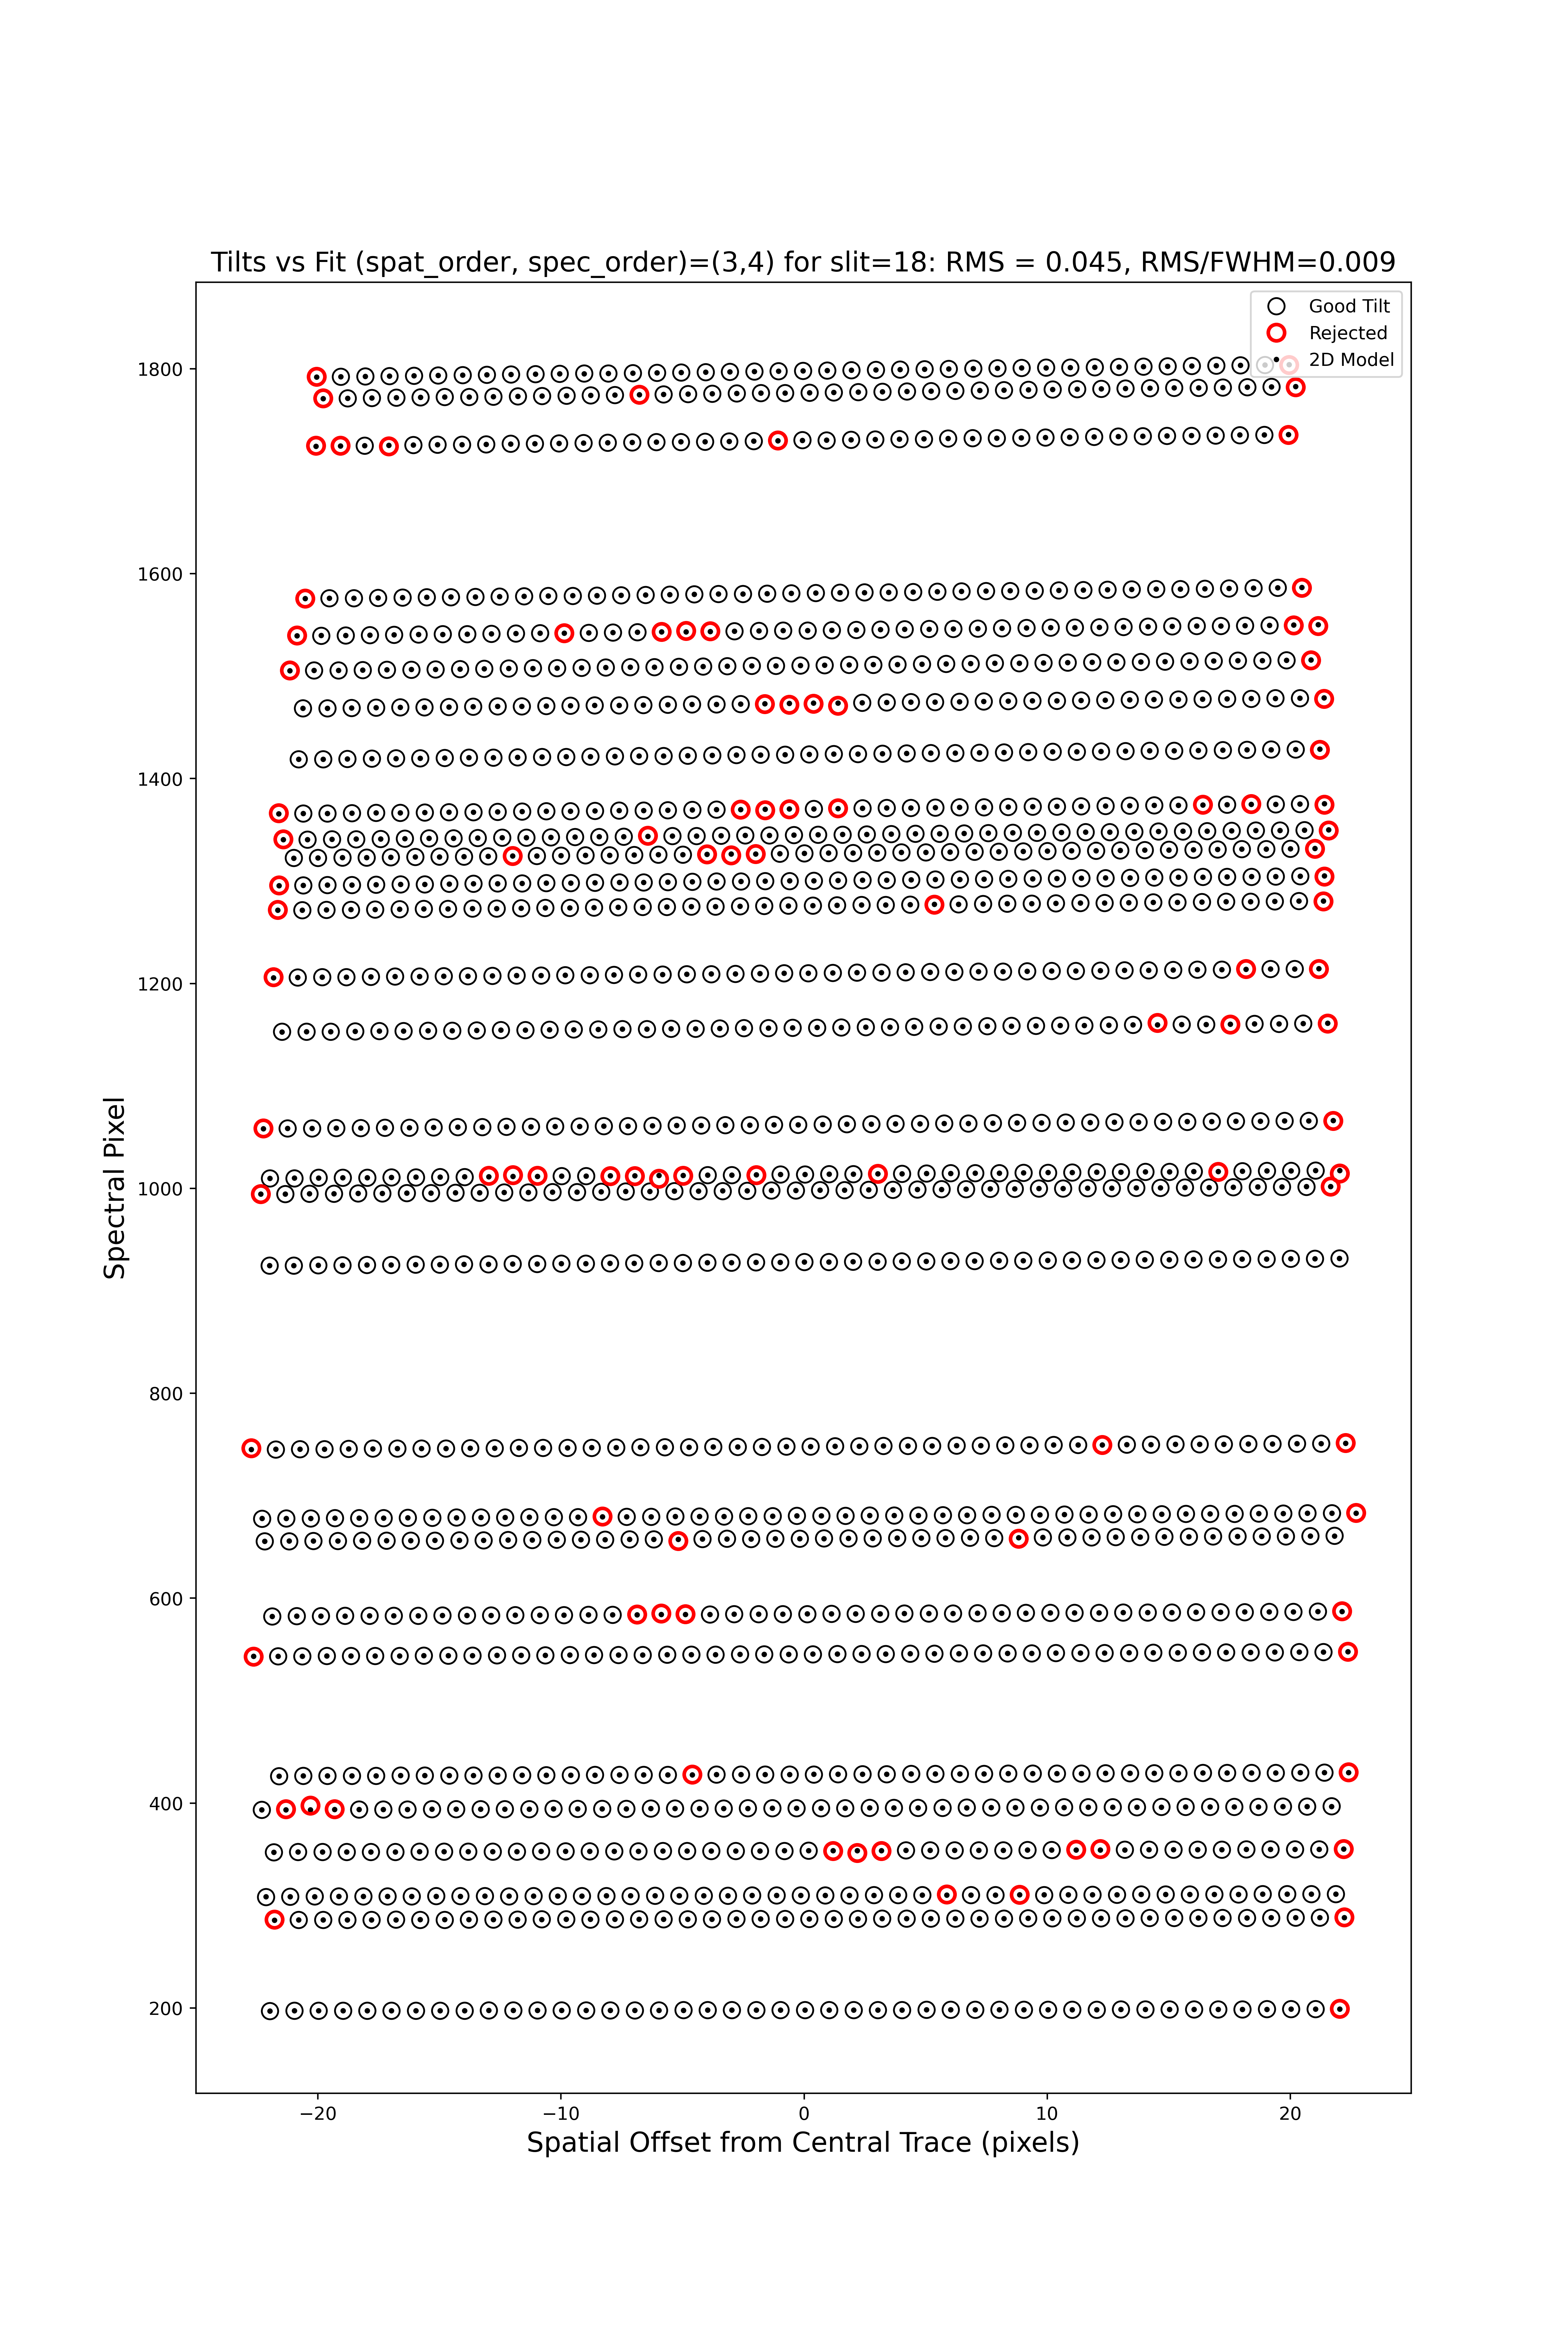 Tilts vs Fit (spat_order, spec_order)=(3,4) for slit=18: RMS = 0.045, RMS/FWHM=0.009
Good Tilt
Rejected
2D Model
1800
1600
1400
1200
1000
800
600
400
200
Spectral Pixel
−20
−10
0
10
20
Spatial Offset from Central Trace (pixels)